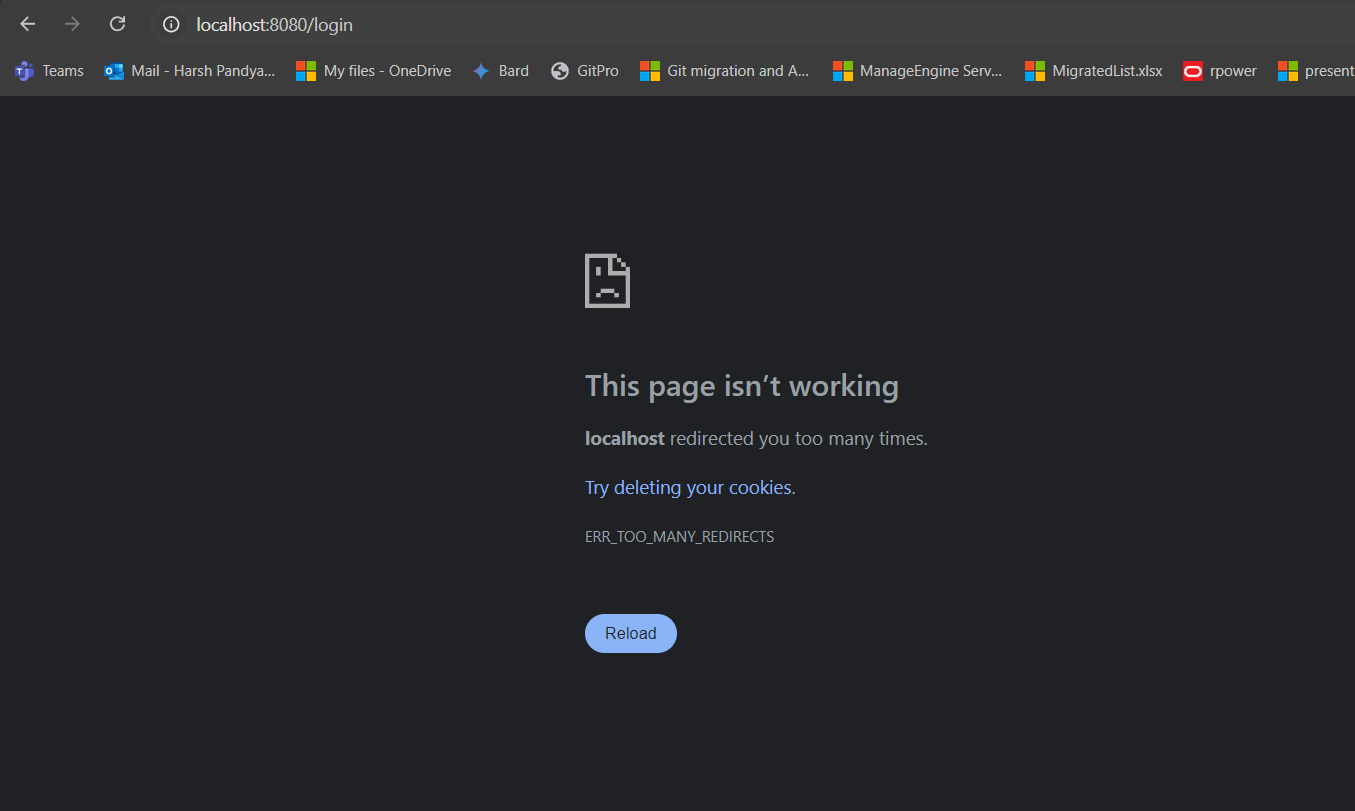 localhost:8080/login
Teams Mail - Harsh Pandya... My files - OneDrive Bard GitPro Git migration and A... ManageEngine Serv... MigratedList.xlsx rpower present
This page isn’t working
localhost redirected you too many times.
Try deleting your cookies.
ERR_TOO_MANY_REDIRECTS
Reload